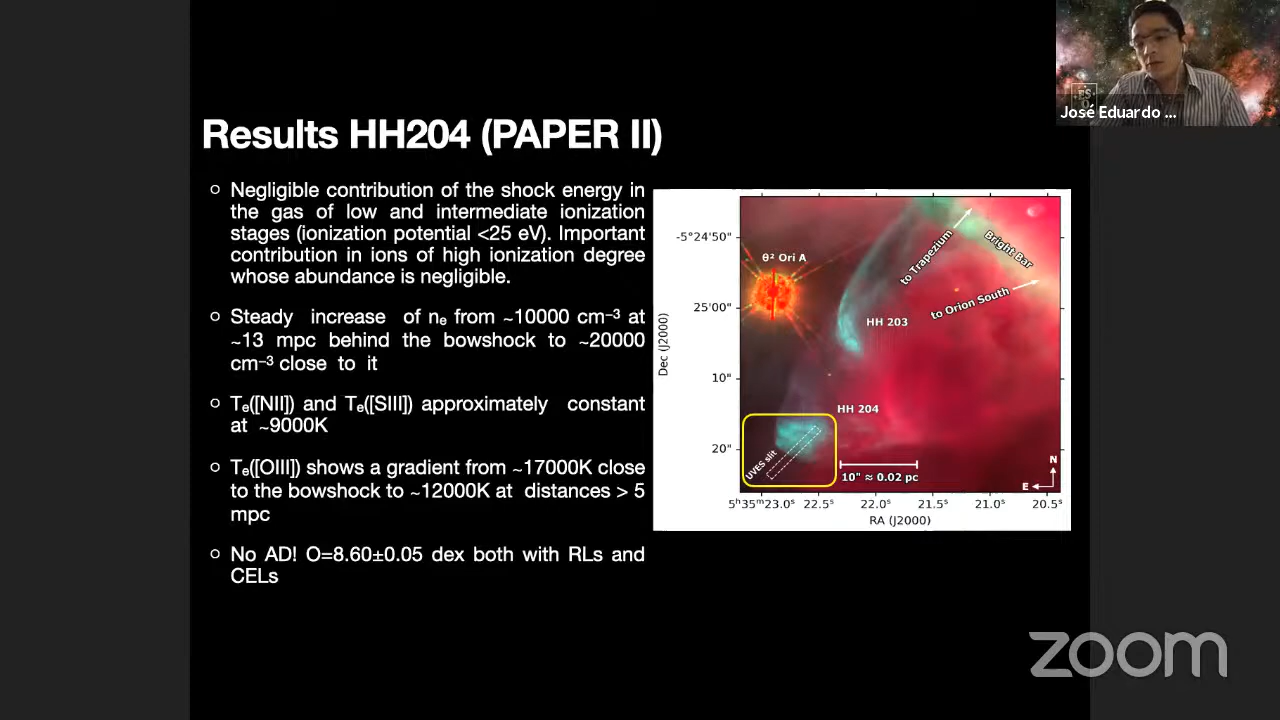 José Eduardo ...
Results HH204 (PAPER II)
Negligible contribution of the shock energy in
the gas of low and intermediate ionization
stages (ionization potential <25 eV). Important
contribution in ions of high ionization degree
whose abundance is negligible.
Steady increase of nₑ from ~10000 cm⁻³ at
~13 mpc behind the bowshock to ~20000
cm⁻³ close to it
Tₑ([NII]) and Tₑ([SIII]) approximately constant
at ~9000K
Tₑ([OIII]) shows a gradient from ~17000K close
to the bowshock to ~12000K at distances > 5
mpc
No AD! O=8.60±0.05 dex both with RLs and
CELs
-5°24'50"
25'00"
10"
20"
Dec (J2000)
θ² Ori A
to Trapezium
Bright Bar
to Orion South
HH 203
HH 204
UVES slit
10" ≈ 0.02 pc
N
E
5ʰ35ᵐ23.0ˢ 22.5ˢ 22.0ˢ 21.5ˢ 21.0ˢ 20.5ˢ
RA (J2000)
zoom